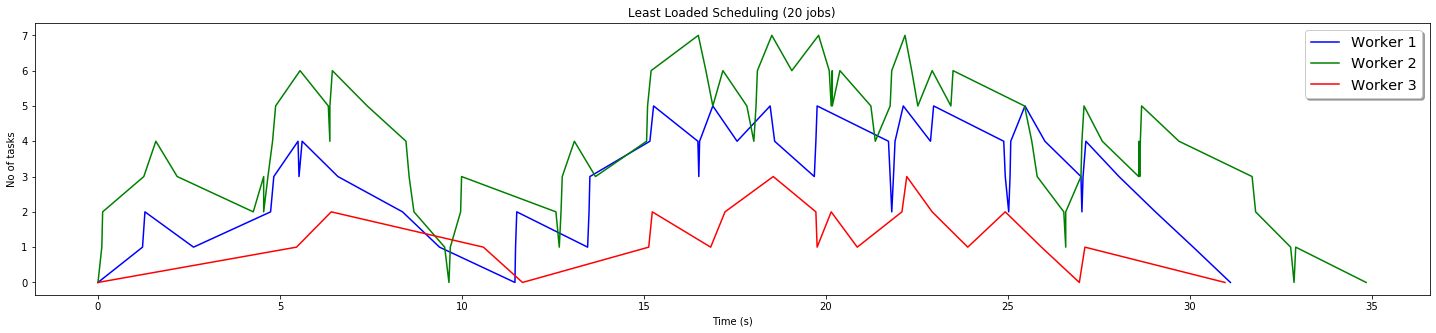 Least Loaded Scheduling (20 jobs)
Worker 1
Worker 2
Worker 3
No of tasks
7
6
5
4
3
2
1
0
0 5 10 15 20 25 30 35
Time (s)